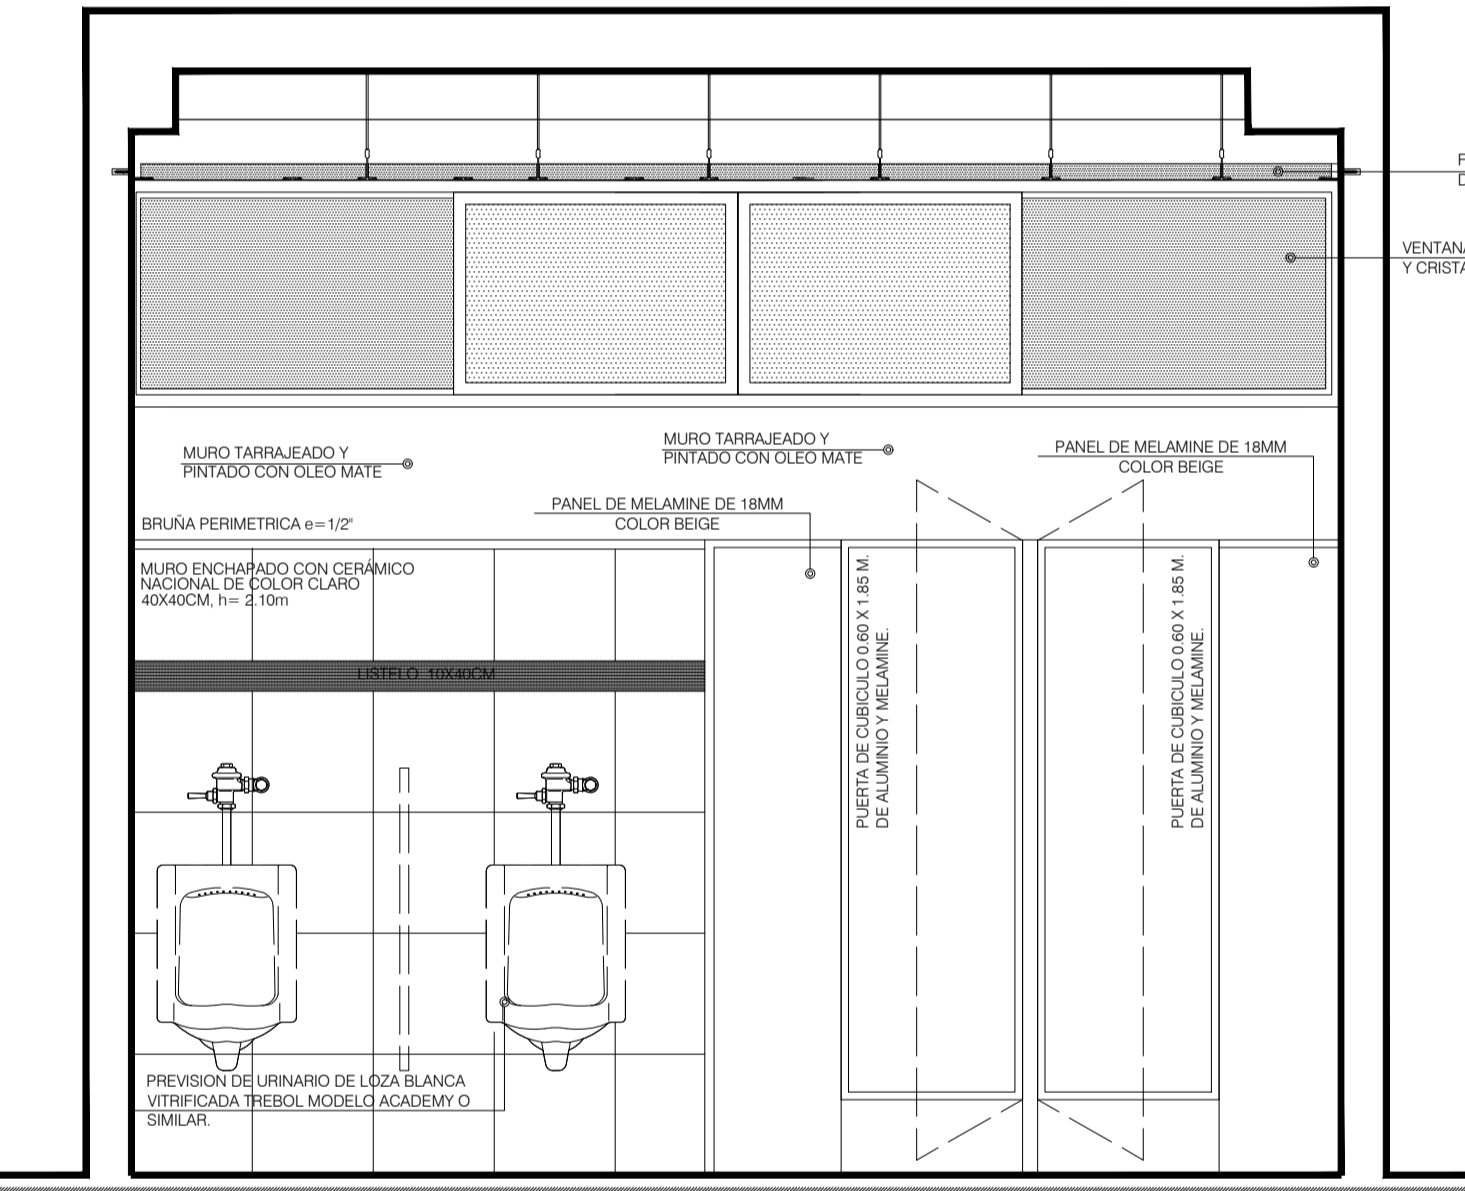 F
D
VENTANA
Y CRISTA
MURO TARRAJEADO Y
PINTADO CON OLEO MATE
MURO TARRAJEADO Y
PINTADO CON OLEO MATE
PANEL DE MELAMINE DE 18MM
COLOR BEIGE
PANEL DE MELAMINE DE 18MM
COLOR BEIGE
BRUÑA PERIMETRICA e=1/2"
MURO ENCHAPADO CON CERÁMICO
NACIONAL DE COLOR CLARO
40X40CM, h= 2.10m
LISTELO 10X40CM
PUERTA DE CUBICULO 0.60 X 1.85 M.
DE ALUMINIO Y MELAMINE.
PUERTA DE CUBICULO 0.60 X 1.85 M.
DE ALUMINIO Y MELAMINE.
PREVISION DE URINARIO DE LOZA BLANCA
VITRIFICADA TREBOL MODELO ACADEMY O
SIMILAR.